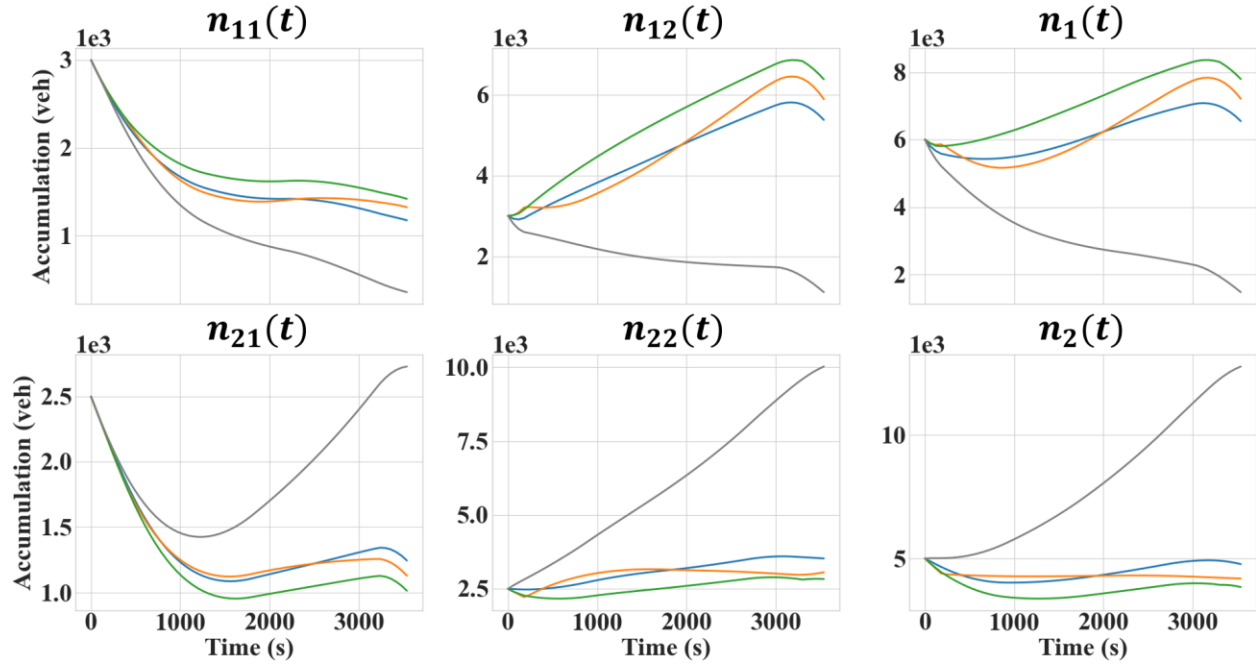 n₁₁(t) n₁₂(t) n₁(t)
1e3 1e3 1e3
3 6 8
2 4 6
1 2 4
2
Accumulation (veh)
n₂₁(t) n₂₂(t) n₂(t)
1e3 1e3 1e3
2.5 10.0 10
2.0 7.5 5
1.5 5.0
1.0 2.5
Accumulation (veh)
0 1000 2000 3000 0 1000 2000 3000 0 1000 2000 3000
Time (s) Time (s) Time (s)